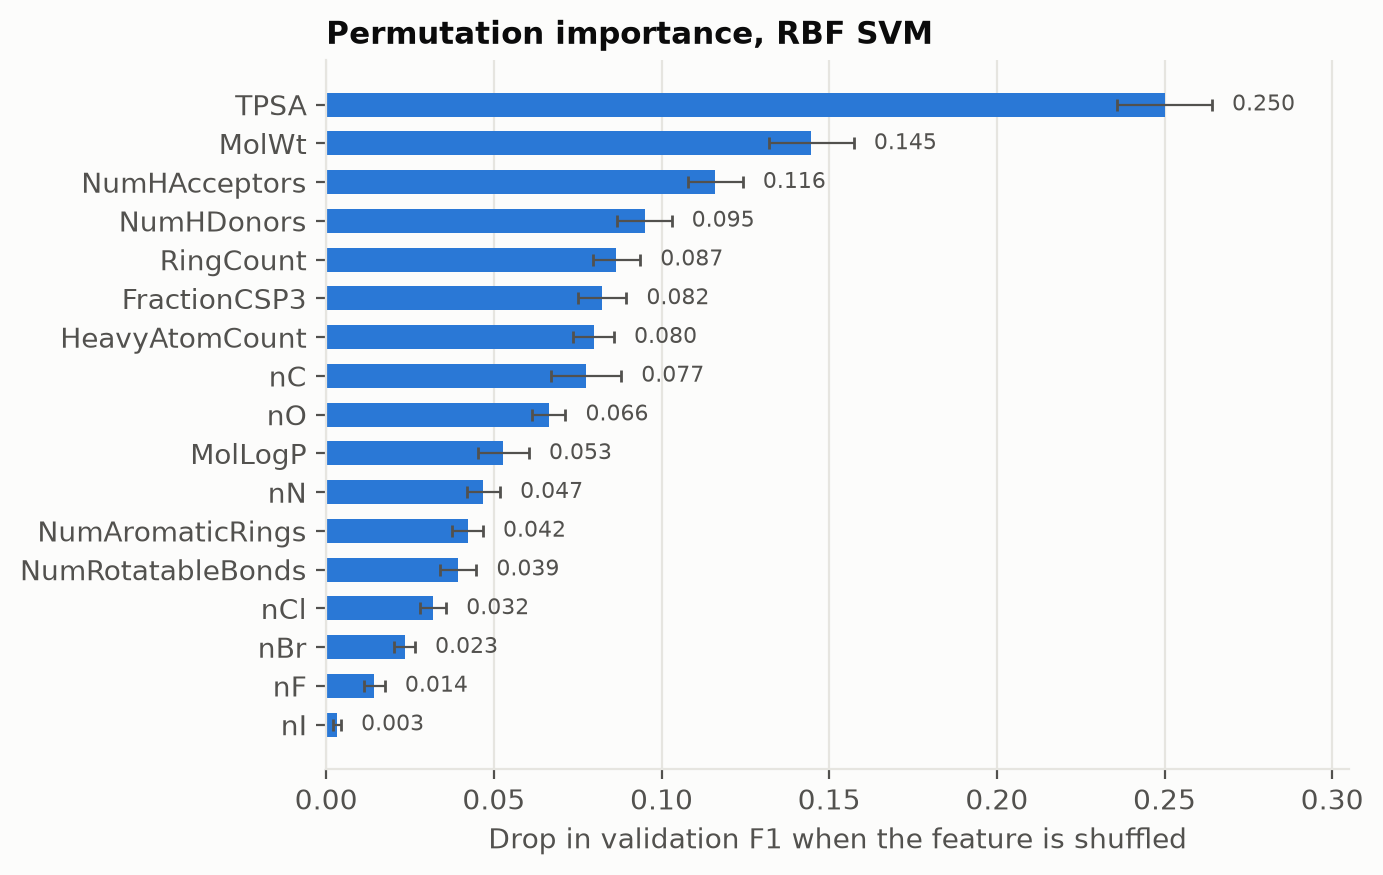 Permutation importance, RBF SVM
TPSA 0.250
MolWt 0.145
NumHAcceptors 0.116
NumHDonors 0.095
RingCount 0.087
FractionCSP3 0.082
HeavyAtomCount 0.080
nC 0.077
nO 0.066
MolLogP 0.053
nN 0.047
NumAromaticRings 0.042
NumRotatableBonds 0.039
nCl 0.032
nBr 0.023
nF 0.014
nI 0.003
0.00 0.05 0.10 0.15 0.20 0.25 0.30
Drop in validation F1 when the feature is shuffled